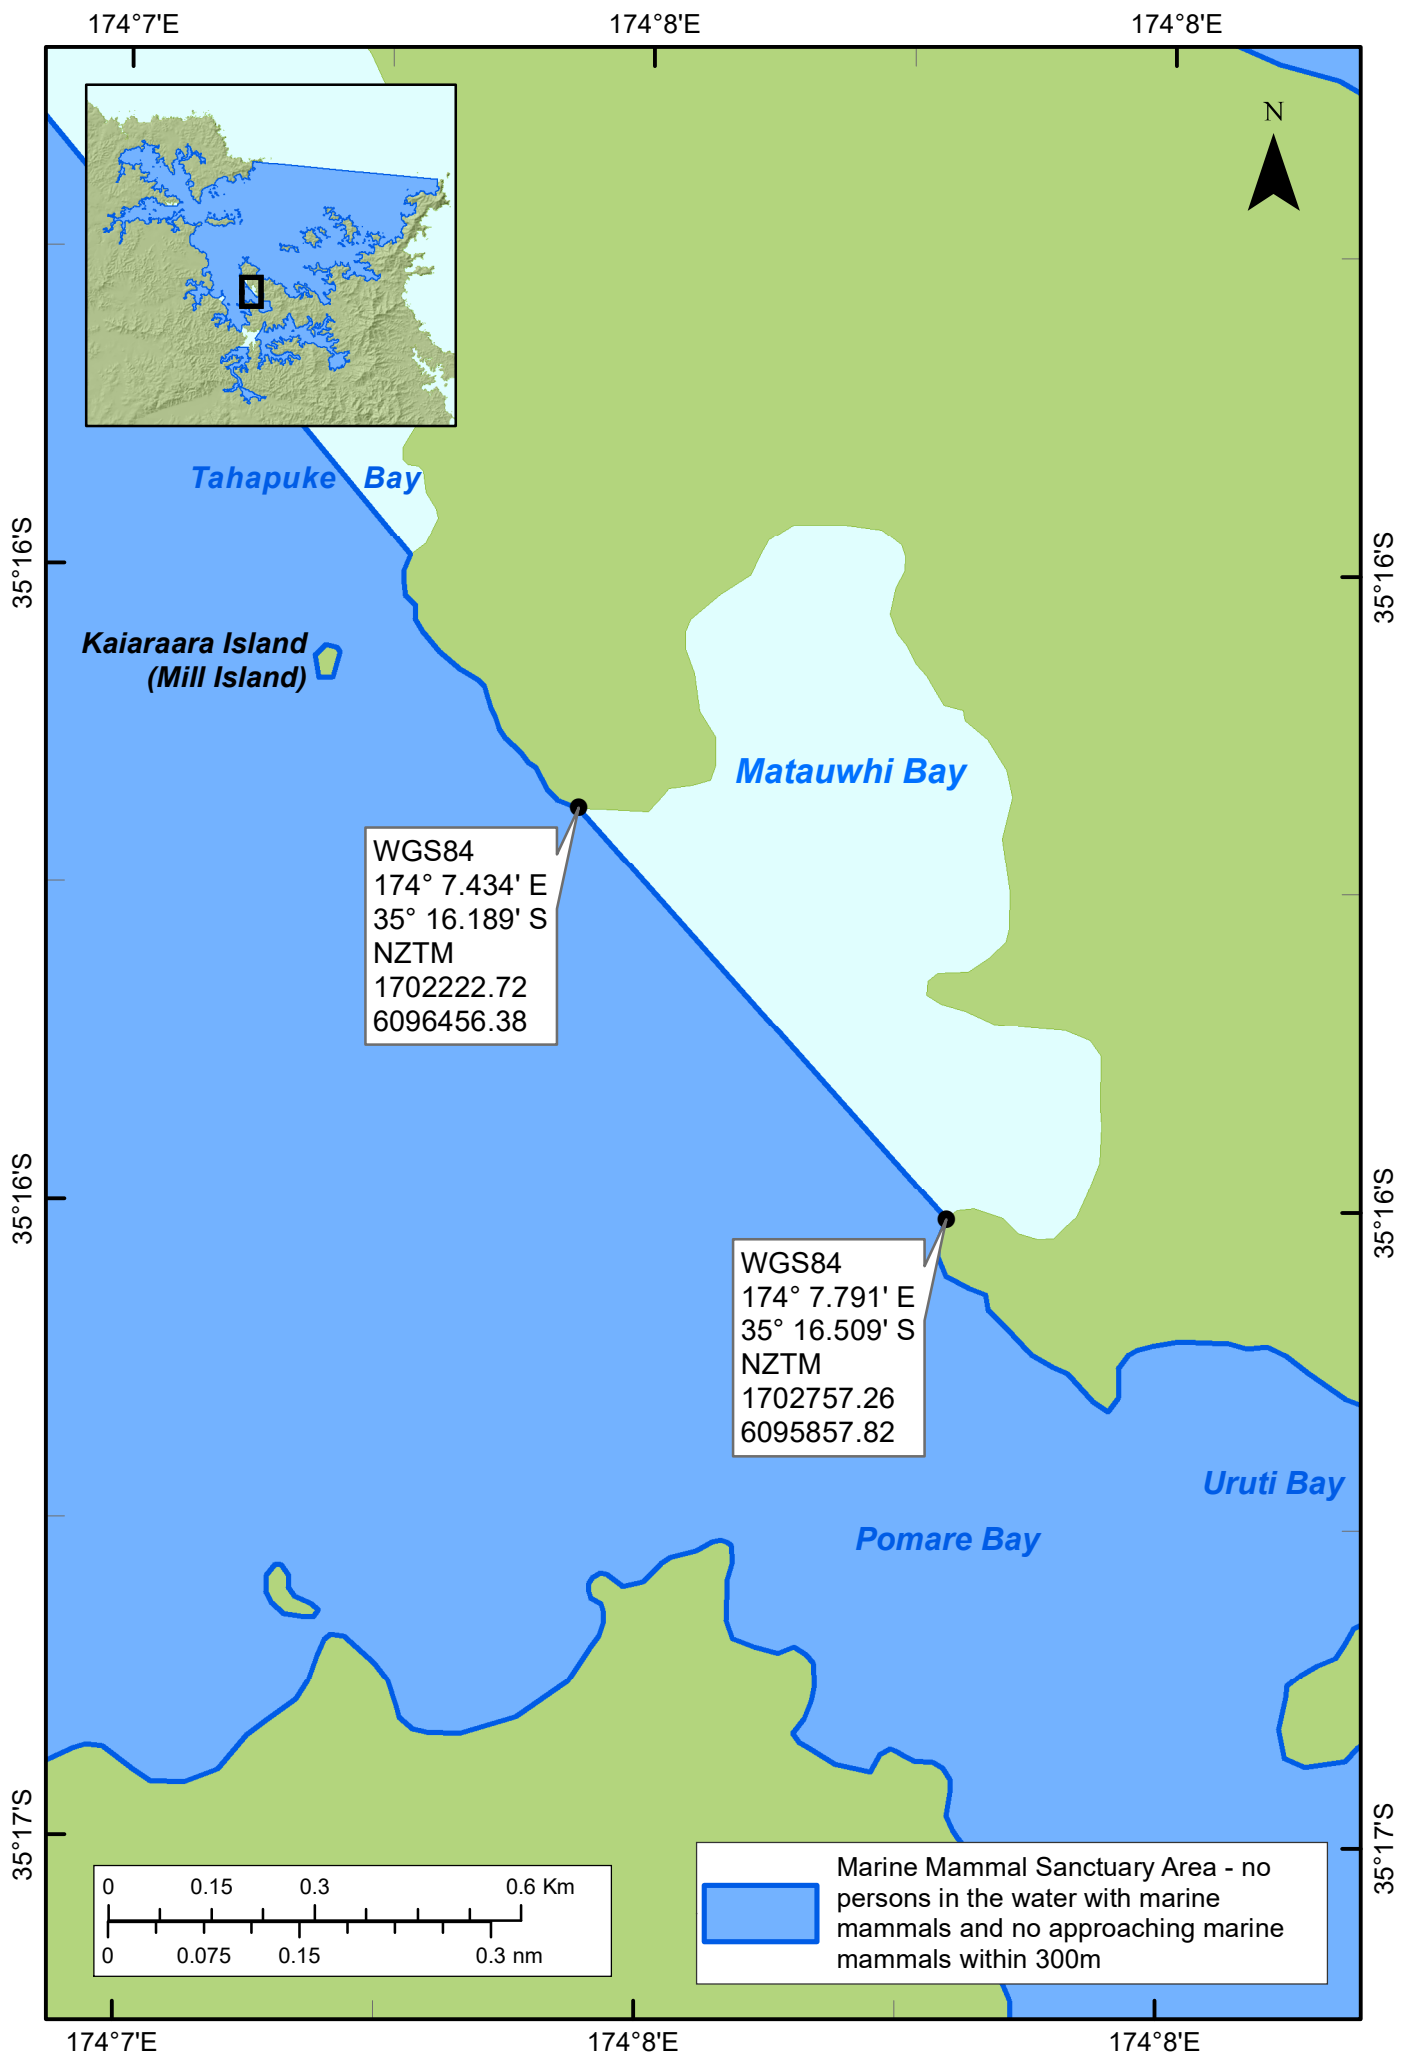 174°7'E
174°8'E
174°8'E
N
Tahapuke Bay
35°16'S
35°16'S
Kaiaraara Island
(Mill Island)
Matauwhi Bay
WGS84
174° 7.434' E
35° 16.189' S
NZTM
1702222.72
6096456.38
35°16'S
35°16'S
WGS84
174° 7.791' E
35° 16.509' S
NZTM
1702757.26
6095857.82
Uruti Bay
Pomare Bay
35°17'S
35°17'S
0 0.15 0.3 0.6 Km
0 0.075 0.15 0.3 nm
Marine Mammal Sanctuary Area - no
persons in the water with marine
mammals and no approaching marine
mammals within 300m
174°7'E
174°8'E
174°8'E